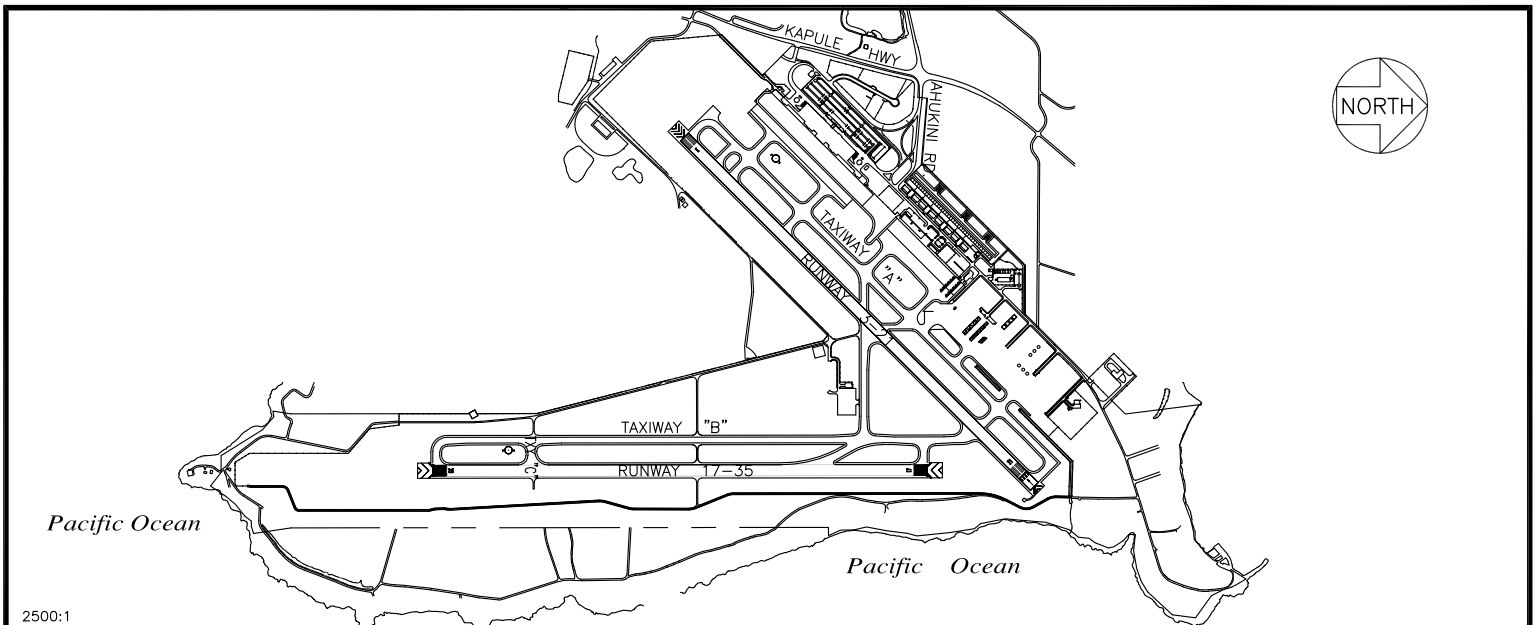 KAPULE HWY
AHUKINI RD
NORTH
TAXIWAY "A"
RUNWAY
TAXIWAY "B"
RUNWAY 17-35
"C"
Pacific Ocean
Pacific Ocean
2500:1